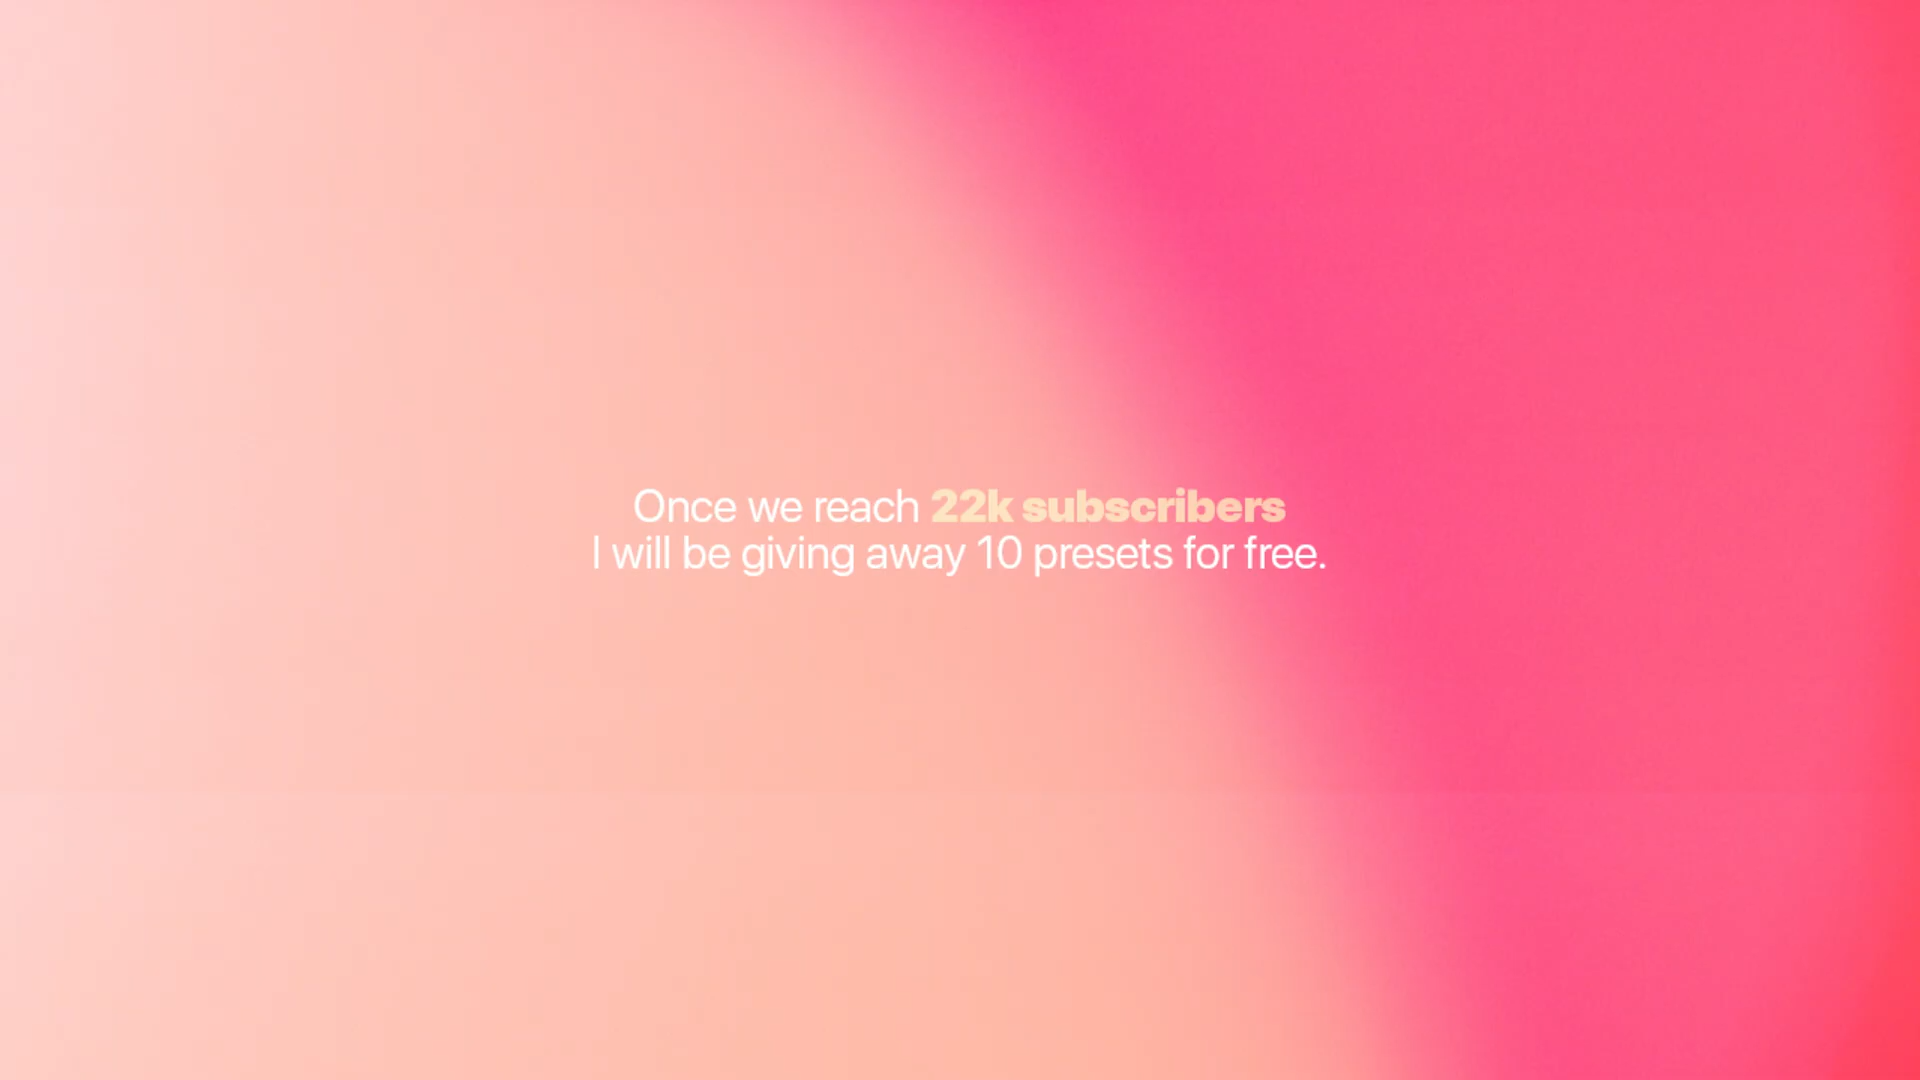 Once we reach 22k subscribers
I will be giving away 10 presets for free.